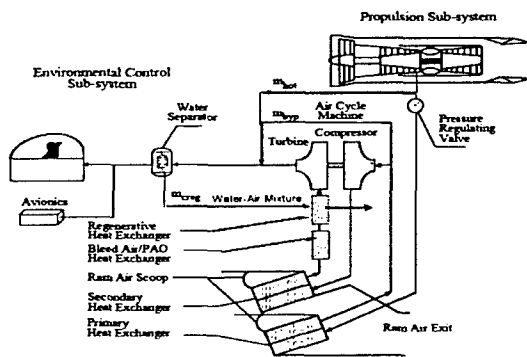 Propulsion Sub-system
Environmental Control
Sub-system
Water
Separator
m_hot
m_byp
Air Cycle
Machine
Turbine
Compressor
Pressure
Regulating
Valve
Avionics
m_creg
Water-Air Mixture
Regenerative
Heat Exchanger
Bleed Air/PAO
Heat Exchanger
Ram Air Scoop
Secondary
Heat Exchanger
Primary
Heat Exchanger
Ram Air Exit